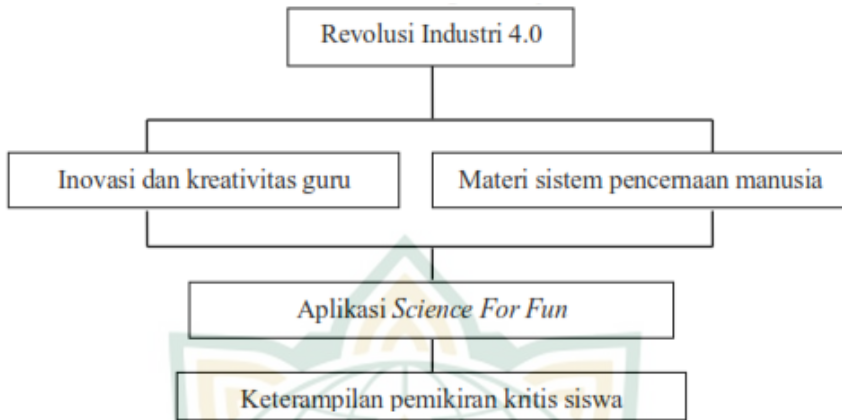 Revolusi Industri 4.0
Inovasi dan kreativitas guru
Materi sistem pencernaan manusia
Aplikasi Science For Fun
Keterampilan pemikiran kritis siswa